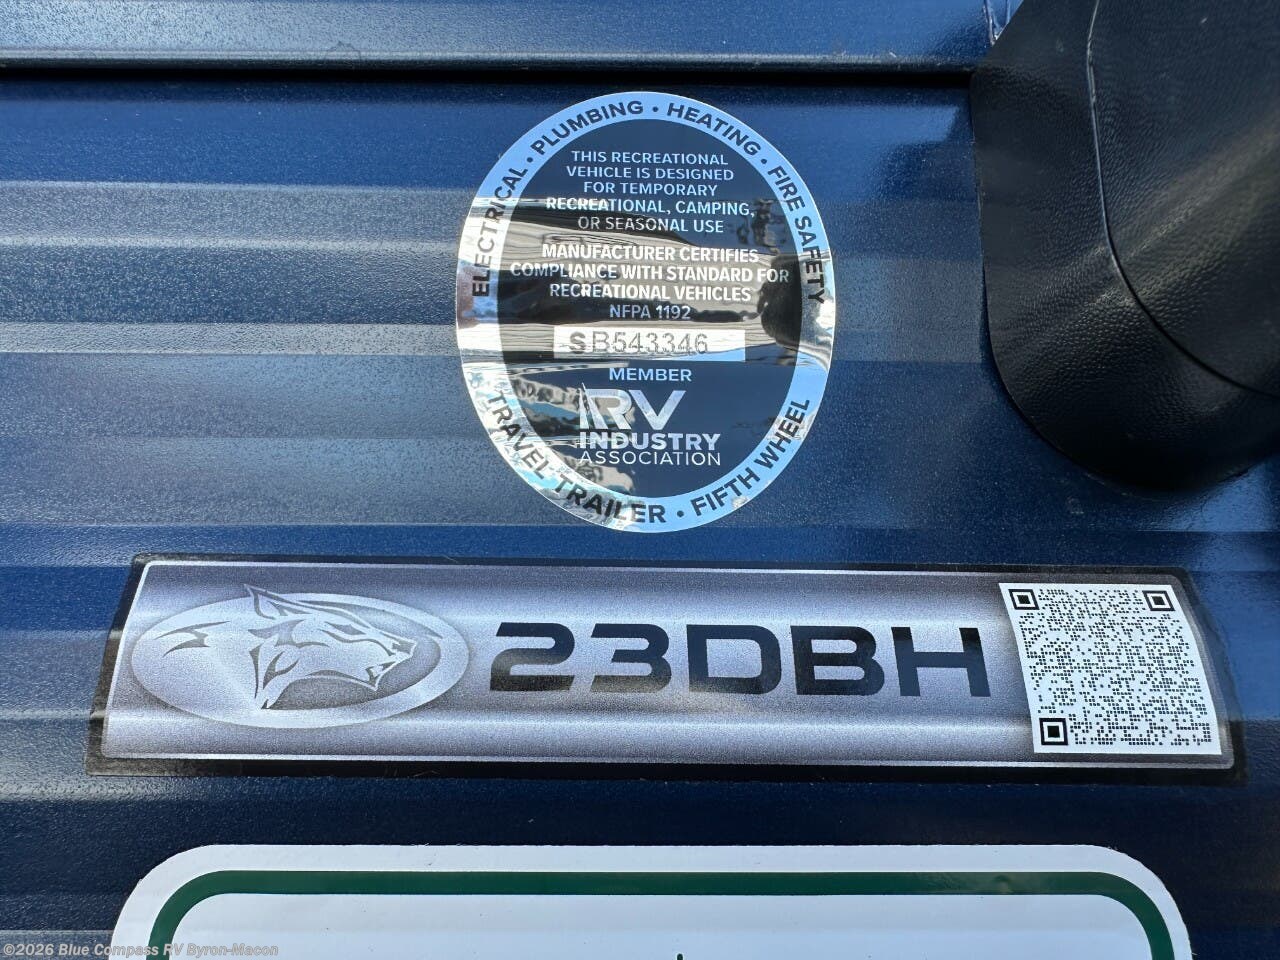 ELECTRICAL • PLUMBING • HEATING • FIRE SAFETY
THIS RECREATIONAL
VEHICLE IS DESIGNED
FOR TEMPORARY
RECREATIONAL, CAMPING,
OR SEASONAL USE
MANUFACTURER CERTIFIES
COMPLIANCE WITH STANDARD FOR
RECREATIONAL VEHICLES
NFPA 1192
SB543346
MEMBER
RV
INDUSTRY
ASSOCIATION
TRAVEL TRAILER • FIFTH WHEEL
23DBH
©2026 Blue Compass RV Byron-Macon